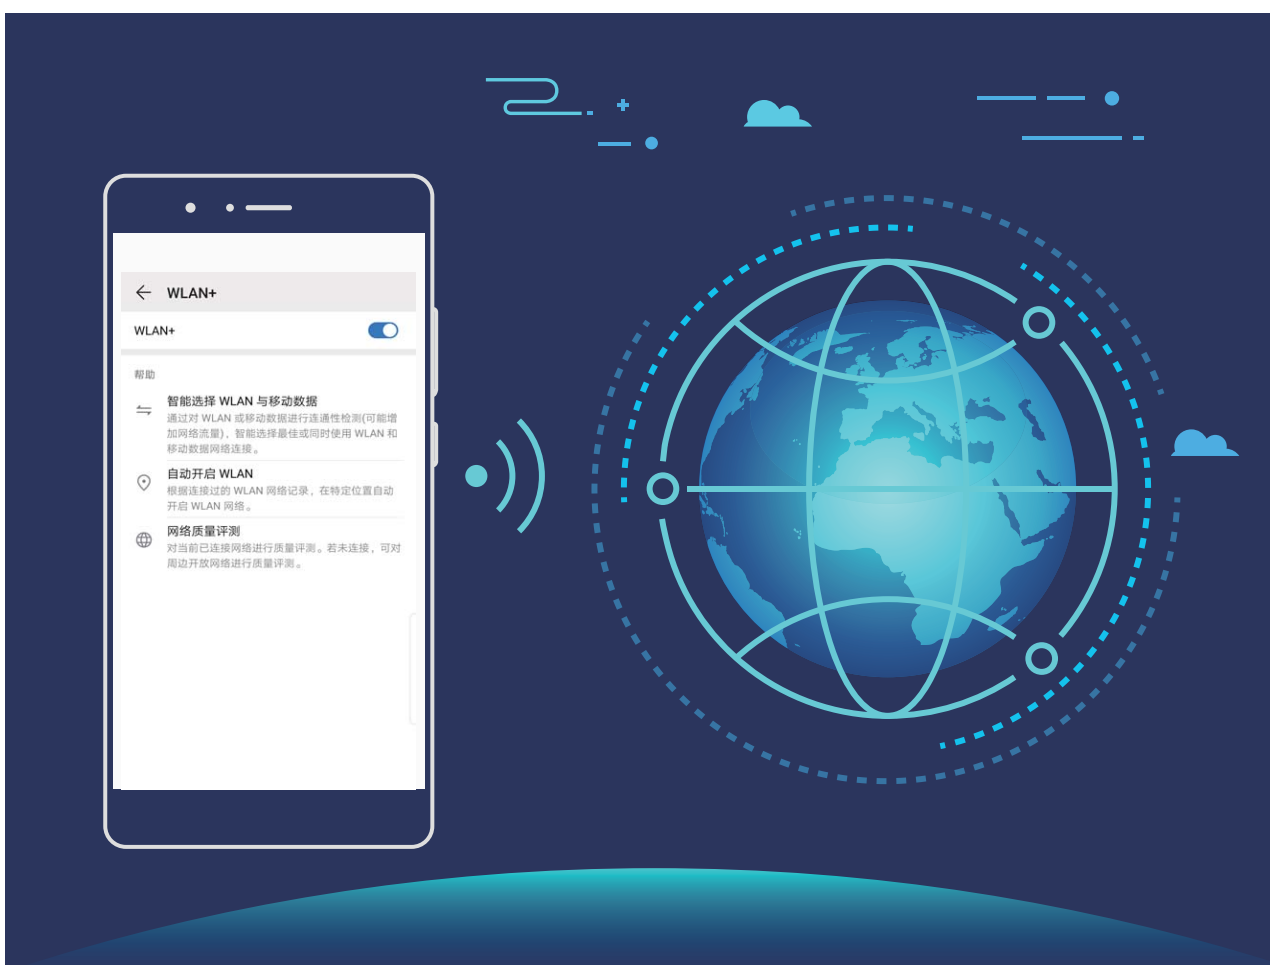 WLAN+
WLAN+
帮助
智能选择 WLAN 与移动数据
通过对 WLAN 或移动数据进行连通性检测(可能增
加网络流量)，智能选择最佳或同时使用 WLAN 和
移动数据网络连接。
自动开启 WLAN
根据连接过的 WLAN 网络记录，在特定位置自动
开启 WLAN 网络。
网络质量评测
对当前已连接网络进行质量评测。若未连接，可对
周边开放网络进行质量评测。